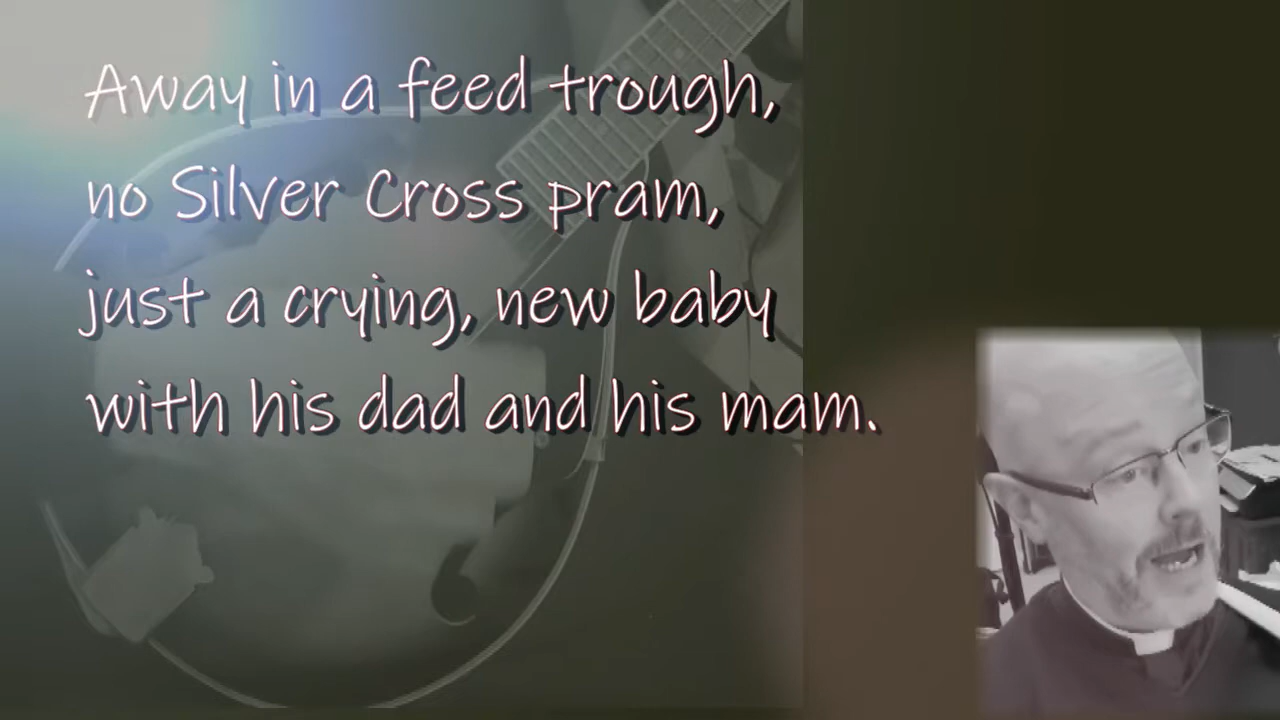 Away in a feed trough,
no Silver Cross pram,
just a crying, new baby
with his dad and his mam.